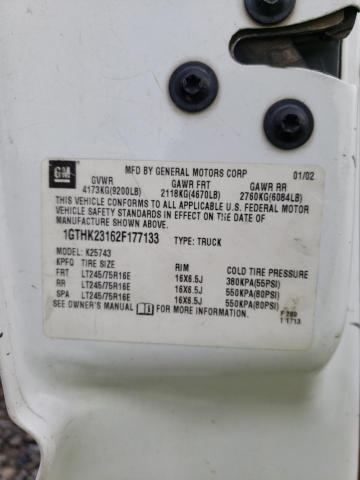 GM
MFD BY GENERAL MOTORS CORP 01/02
GVWR GAWR FRT GAWR RR
4173KG(9200LB) 2118KG(4670LB) 2760KG(6084LB)
THIS VEHICLE CONFORMS TO ALL APPLICABLE U.S. FEDERAL MOTOR
VEHICLE SAFETY STANDARDS IN EFFECT ON THE DATE OF
MANUFACTURE SHOWN ABOVE.
1GTHK23162F177133 TYPE: TRUCK
MODEL: K25743
KPFQ TIRE SIZE RIM COLD TIRE PRESSURE
FRT LT245/75R16E 16X6.5J 380KPA(55PSI)
RR LT245/75R16E 16X6.5J 550KPA(80PSI)
SPA LT245/75R16E 16X6.5J 550KPA(80PSI)
SEE OWNER'S MANUAL FOR MORE INFORMATION